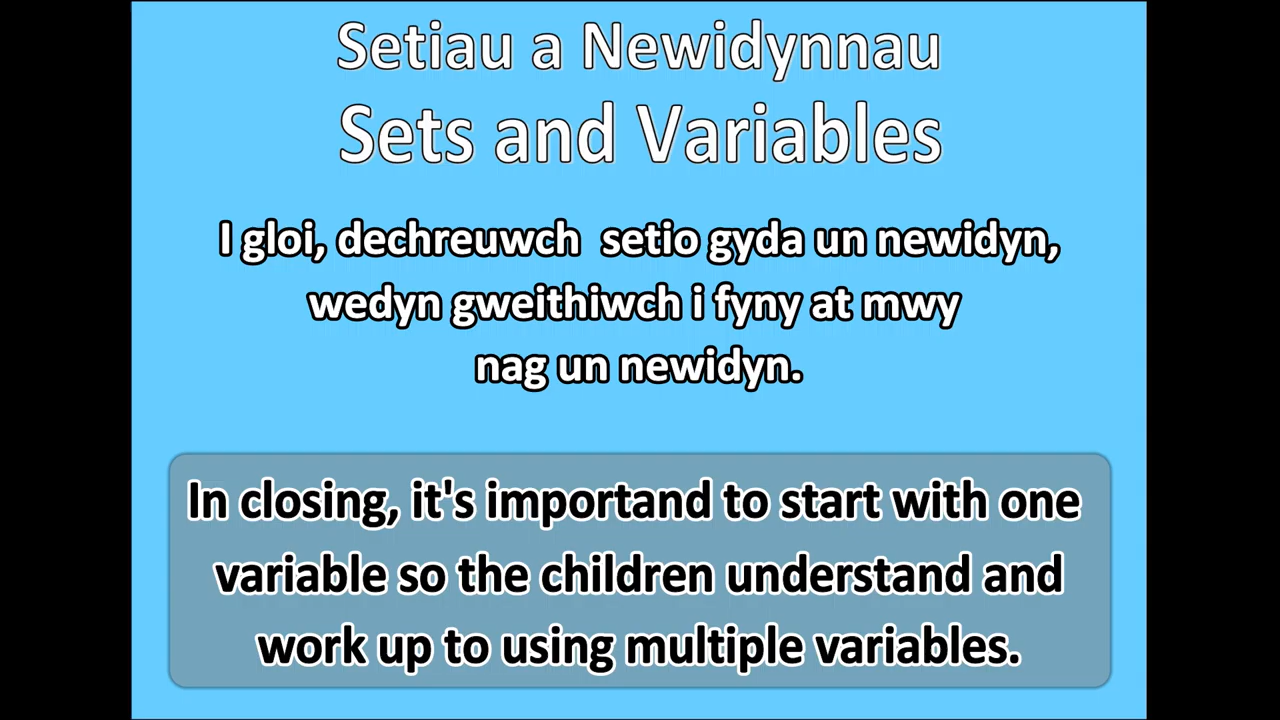 Setiau a Newidynnau
Sets and Variables
I gloi, dechreuwch setio gyda un newidyn,
wedyn gweithiwch i fyny at mwy
nag un newidyn.
In closing, it's importand to start with one
variable so the children understand and
work up to using multiple variables.